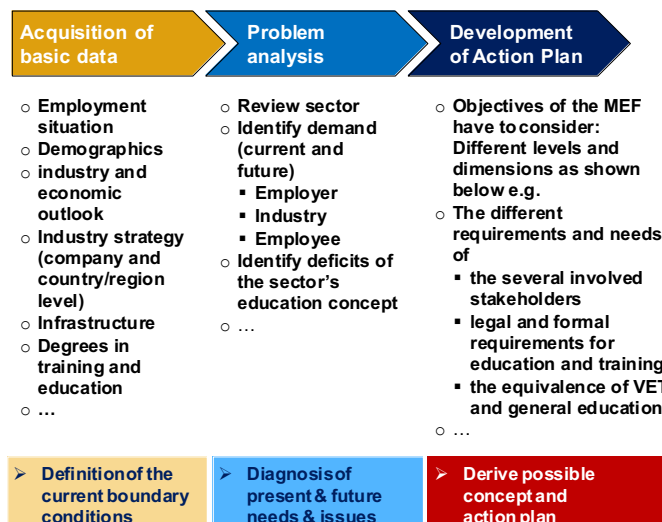 Acquisition of
basic data
Problem
analysis
Development
of Action Plan
○ Employment
situation
○ Demographics
○ industry and
economic
outlook
○ Industry strategy
(company and
country/region
level)
○ Infrastructure
○ Degrees in
training and
education
○ ...
○ Review sector
○ Identify demand
(current and
future)
▪ Employer
▪ Industry
▪ Employee
○ Identify deficits of
the sector's
education concept
○ ...
○ Objectives of the MEF
have to consider:
Different levels and
dimensions as shown
below e.g.
○ The different
requirements and needs
of
▪ the several involved
stakeholders
▪ legal and formal
requirements for
education and training
▪ the equivalence of VET
and general education
○ ...
➢ Definition of the
current boundary
conditions
➢ Diagnosis of
present & future
needs & issues
➢ Derive possible
concept and
action plan